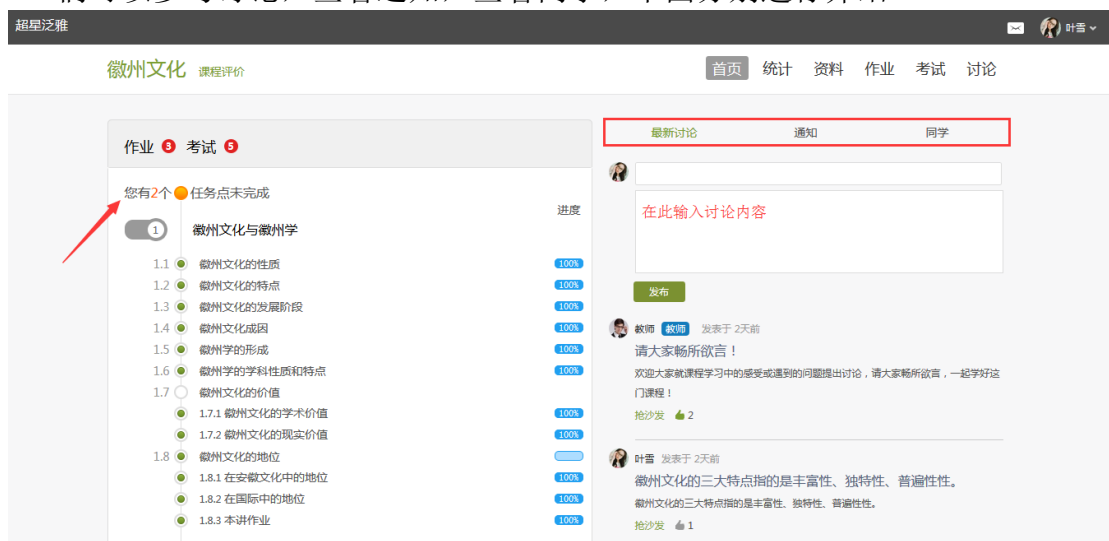 超星泛雅
叶雪
徽州文化 课程评价
首页 统计 资料 作业 考试 讨论
作业 3 考试 5
您有2个 任务点未完成
进度
1 徽州文化与徽州学
1.1 徽州文化的性质 100%
1.2 徽州文化的特点 100%
1.3 徽州文化的发展阶段 100%
1.4 徽州文化成因 100%
1.5 徽州学的形成 100%
1.6 徽州学的学科性质和特点 100%
1.7 徽州文化的价值
1.7.1 徽州文化的学术价值 100%
1.7.2 徽州文化的现实价值 100%
1.8 徽州文化的地位
1.8.1 在安徽文化中的地位 100%
1.8.2 在国际中的地位 100%
1.8.3 本讲作业 100%
最新讨论 通知 同学
在此输入讨论内容
发布
教师 教师 发表于 2天前
请大家畅所欲言！
欢迎大家就课程学习中的感受或遇到的问题提出讨论，请大家畅所欲言，一起学好这
门课程！
抢沙发 2
叶雪 发表于 2天前
徽州文化的三大特点指的是丰富性、独特性、普遍性性。
徽州文化的三大特点指的是丰富性、独特性、普遍性性。
抢沙发 1